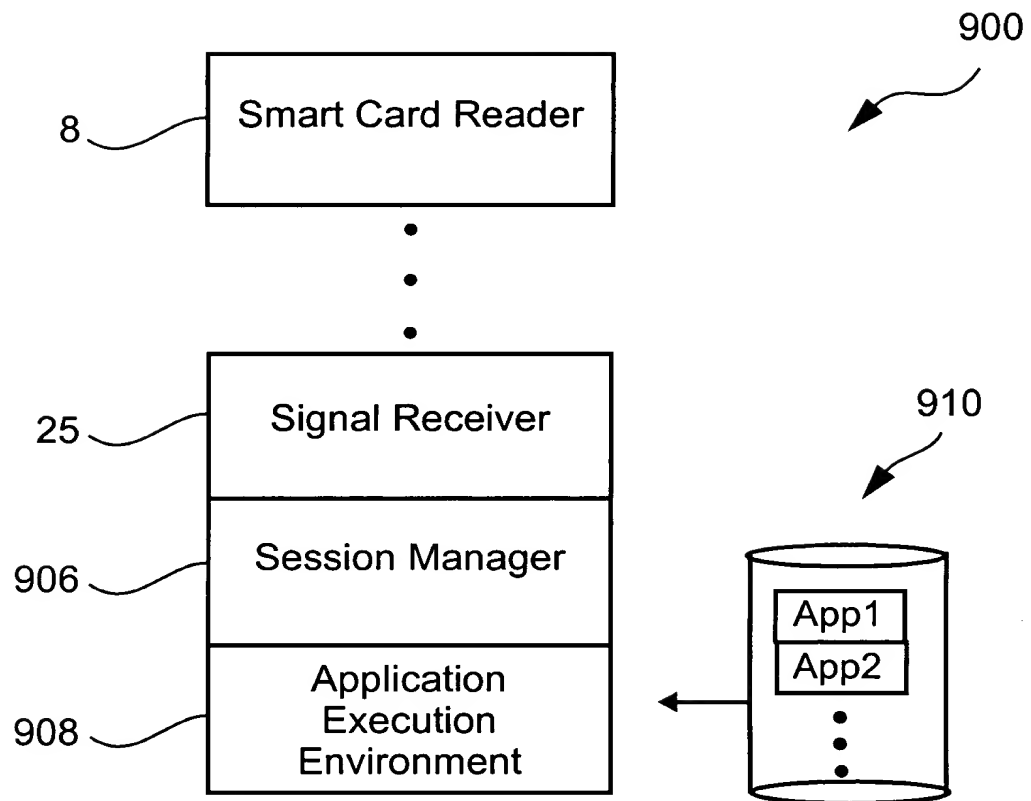 900
Smart Card Reader
8
Signal Receiver
25
910
Session Manager
906
App1
App2
Application
Execution
Environment
908